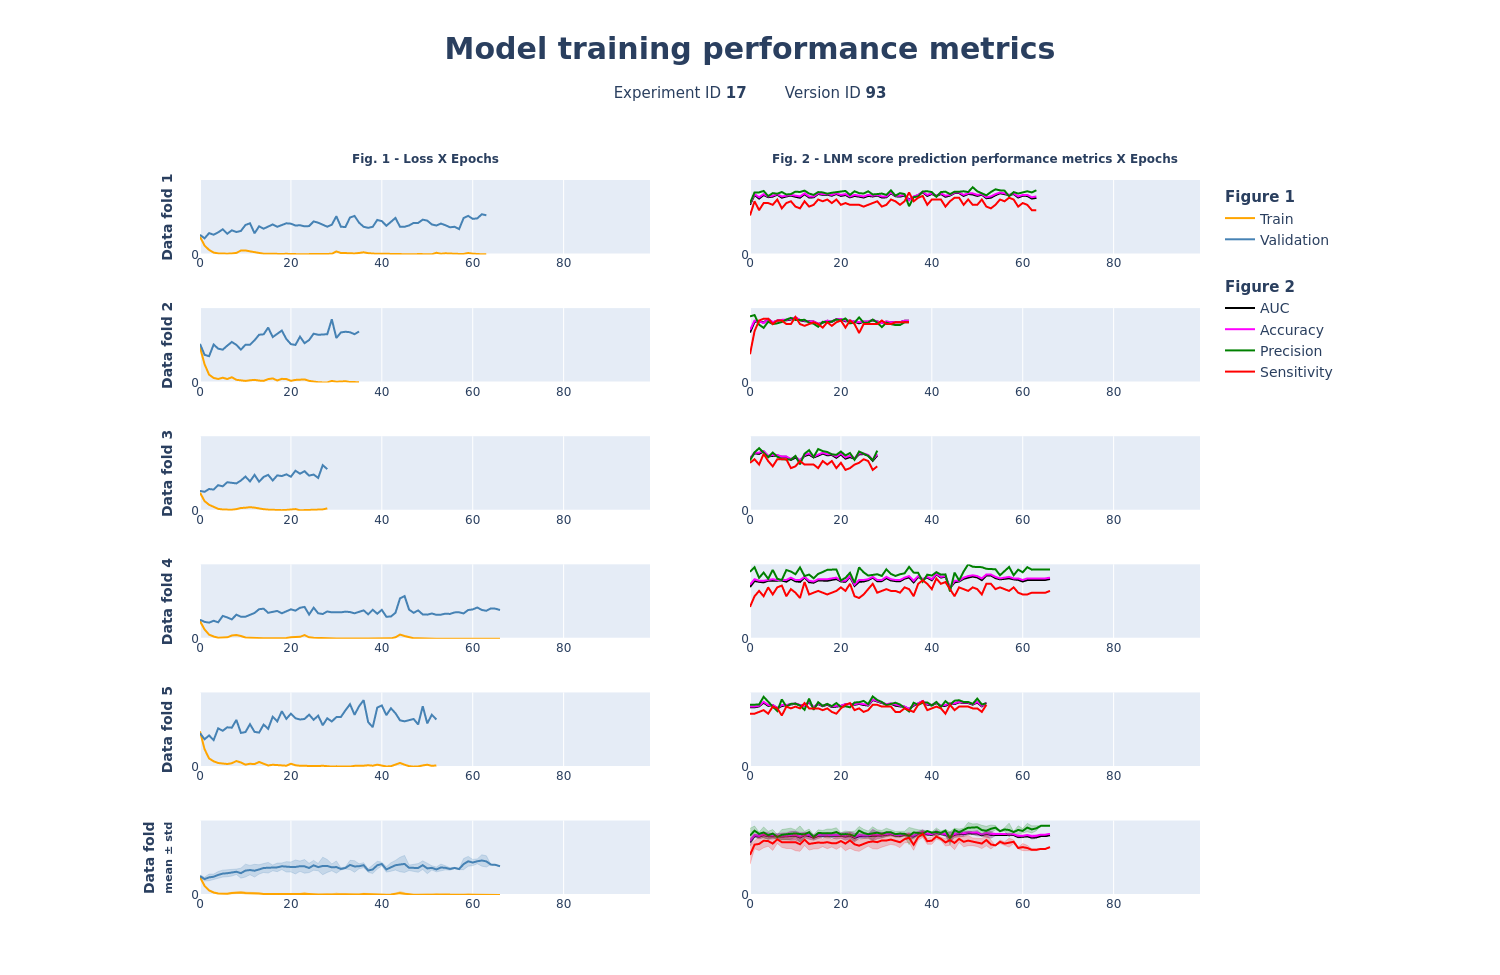 Model training performance metrics
Experiment ID 17 Version ID 93
Fig. 1 - Loss X Epochs
Fig. 2 - LNM score prediction performance metrics X Epochs
Data fold 1
0
0 20 40 60 80
0
0 20 40 60 80
Figure 1
Train
Validation
Figure 2
AUC
Accuracy
Precision
Sensitivity
Data fold 2
0
0 20 40 60 80
0
0 20 40 60 80
Data fold 3
0
0 20 40 60 80
0
0 20 40 60 80
Data fold 4
0
0 20 40 60 80
0
0 20 40 60 80
Data fold 5
0
0 20 40 60 80
0
0 20 40 60 80
Data fold
mean ± std
0
0 20 40 60 80
0
0 20 40 60 80